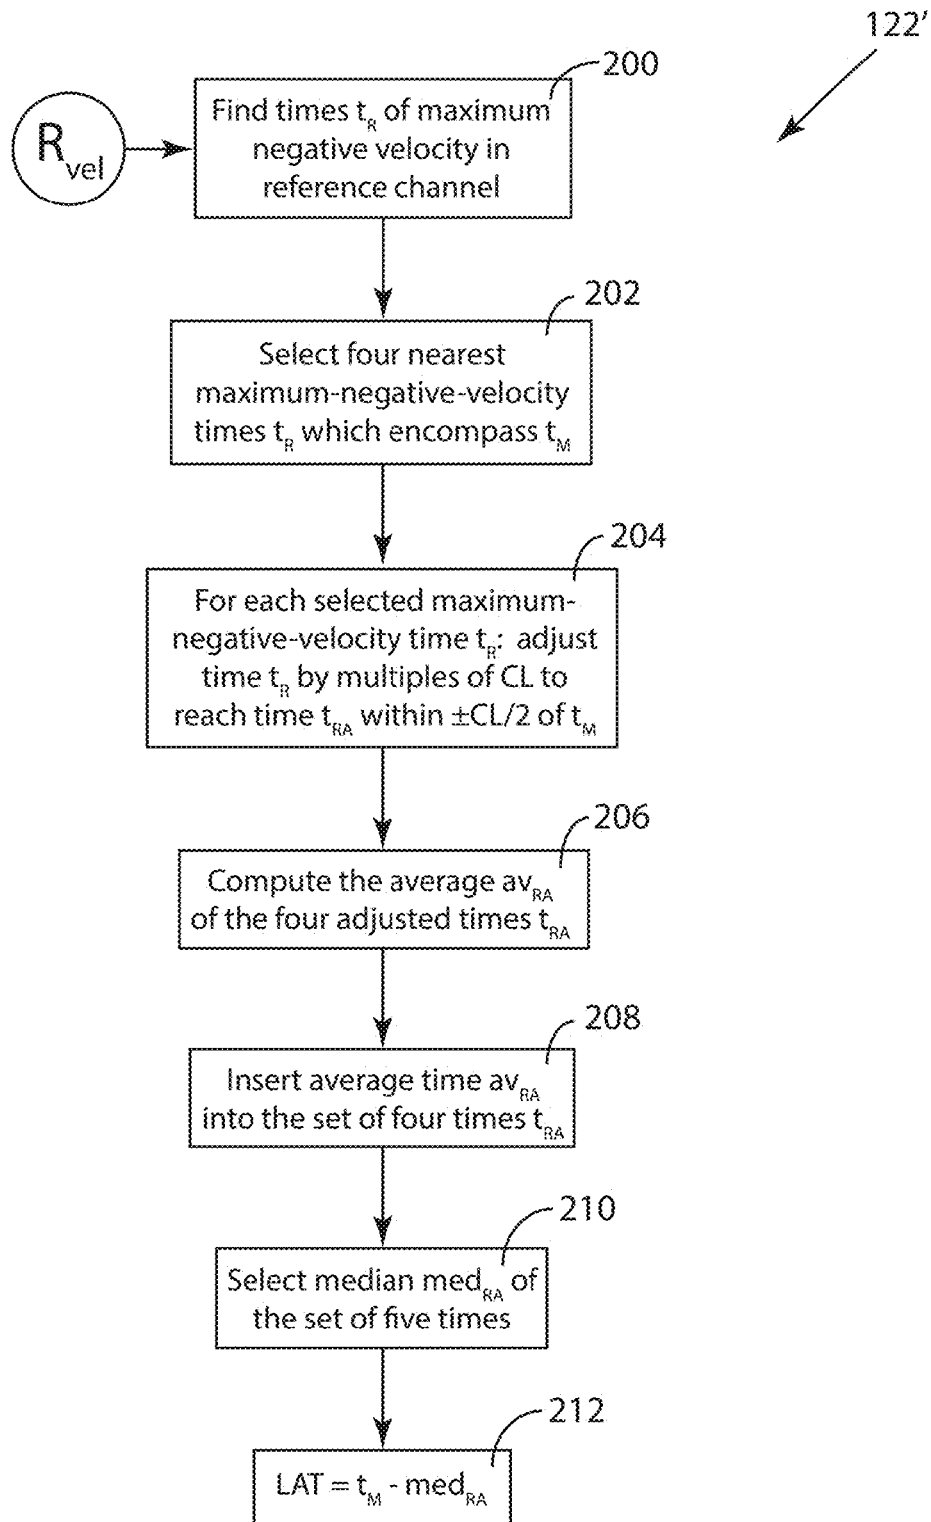 122’
200
R_vel
Find times t_R of maximum
negative velocity in
reference channel
202
Select four nearest
maximum-negative-velocity
times t_R which encompass t_M
204
For each selected maximum-
negative-velocity time t_R: adjust
time t_R by multiples of CL to
reach time t_RA within ±CL/2 of t_M
206
Compute the average av_RA
of the four adjusted times t_RA
208
Insert average time av_RA
into the set of four times t_RA
210
Select median med_RA of
the set of five times
212
LAT = t_M - med_RA